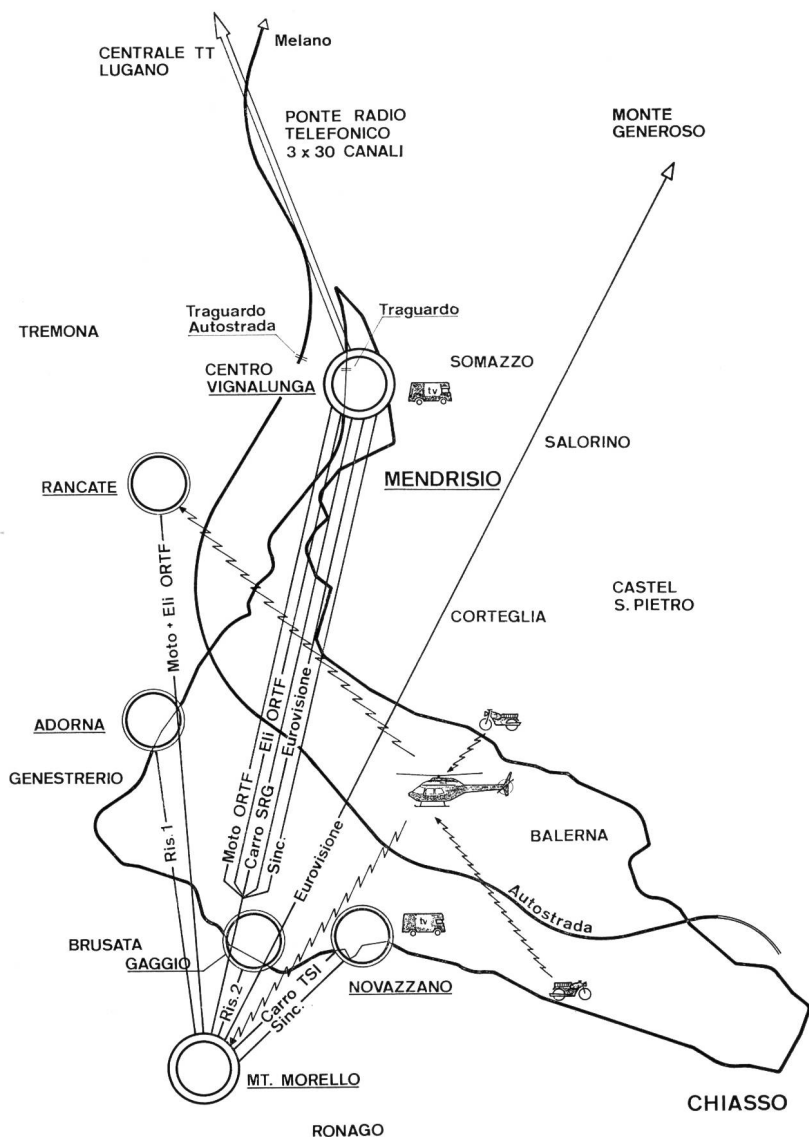 CENTRALE TT
LUGANO
Melano
PONTE RADIO
TELEFONICO
3 x 30 CANALI
MONTE
GENEROSO
Traguardo
Autostrada
Traguardo
TREMONA
CENTRO
VIGNALUNGA
SOMAZZO
tv
SALORINO
MENDRISIO
RANCATE
Moto + Eli ORTF
CASTEL
S. PIETRO
CORTEGLIA
ADORNA
GENESTRERIO
Ris.1
Moto ORTF
Carro SRG
Eli ORTF
Sinc.
Eurovisione
Eurovisione
BALERNA
Autostrada
tv
BRUSATA
GAGGIO
NOVAZZANO
Ris.2
Carro TSI
Sinc.
MT. MORELLO
CHIASSO
RONAGO